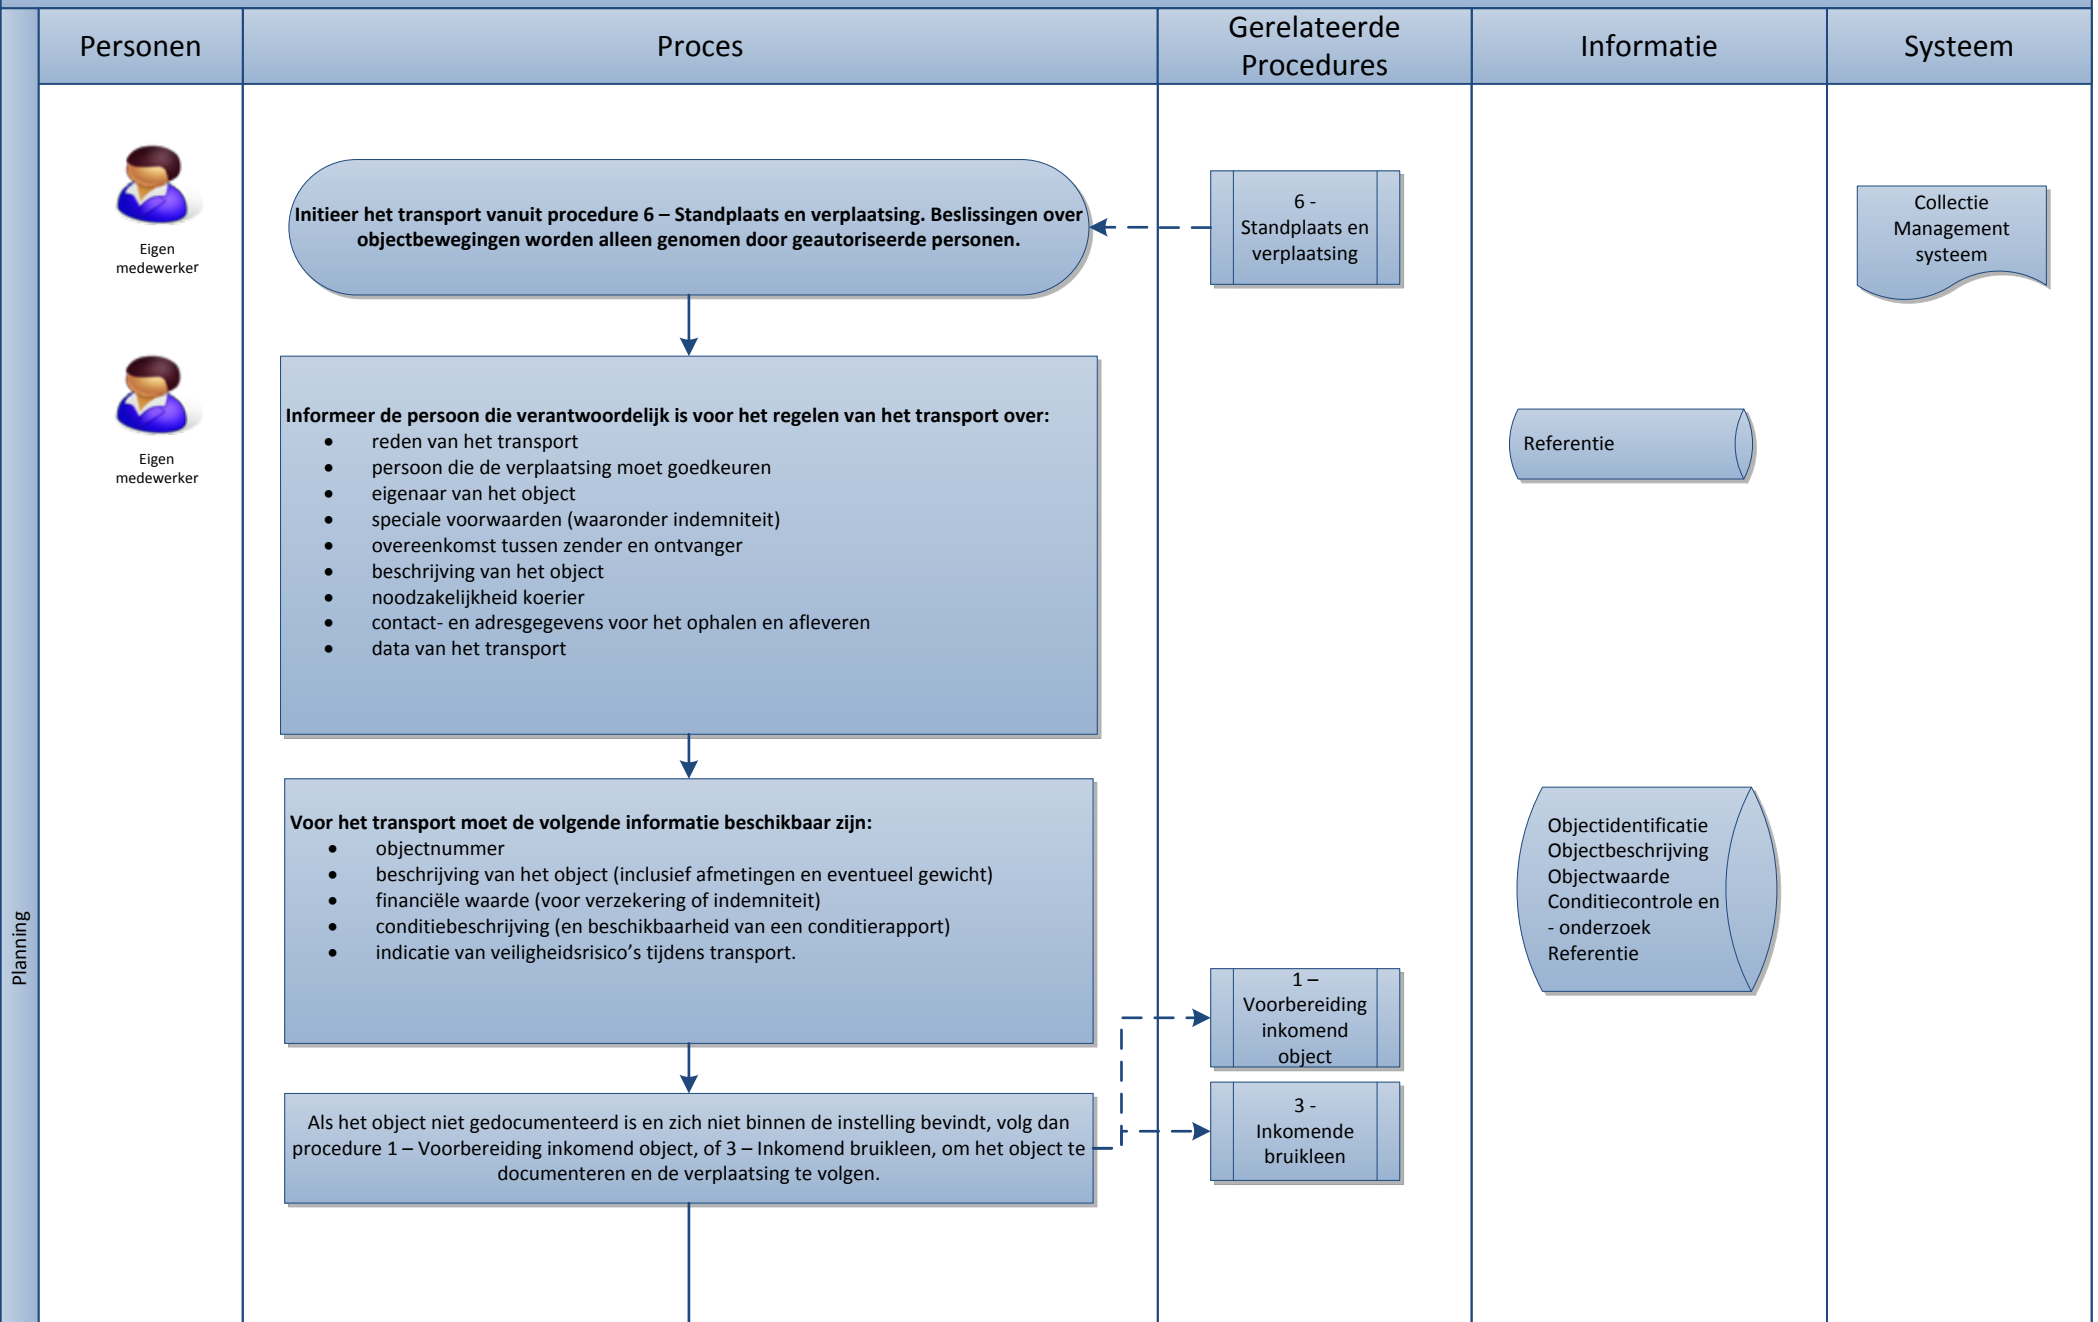 Personen
Proces
Gerelateerde
Procedures
Informatie
Systeem
Planning
Eigen
medewerker
Initieer het transport vanuit procedure 6 – Standplaats en verplaatsing. Beslissingen over
objectbewegingen worden alleen genomen door geautoriseerde personen.
6 -
Standplaats en
verplaatsing
Collectie
Management
systeem
Eigen
medewerker
Informeer de persoon die verantwoordelijk is voor het regelen van het transport over:
• reden van het transport
• persoon die de verplaatsing moet goedkeuren
• eigenaar van het object
• speciale voorwaarden (waaronder indemniteit)
• overeenkomst tussen zender en ontvanger
• beschrijving van het object
• noodzakelijkheid koerier
• contact- en adresgegevens voor het ophalen en afleveren
• data van het transport
Referentie
Voor het transport moet de volgende informatie beschikbaar zijn:
• objectnummer
• beschrijving van het object (inclusief afmetingen en eventueel gewicht)
• financiële waarde (voor verzekering of indemniteit)
• conditiebeschrijving (en beschikbaarheid van een conditierapport)
• indicatie van veiligheidsrisico’s tijdens transport.
Objectidentificatie
Objectbeschrijving
Objectwaarde
Conditiecontrole en
- onderzoek
Referentie
Als het object niet gedocumenteerd is en zich niet binnen de instelling bevindt, volg dan
procedure 1 – Voorbereiding inkomend object, of 3 – Inkomend bruikleen, om het object te
documenteren en de verplaatsing te volgen.
1 –
Voorbereiding
inkomend
object
3 -
Inkomende
bruikleen